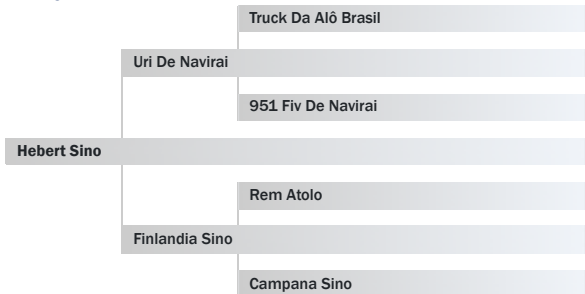 Truck Da Alô Brasil
Uri De Navirai
951 Fiv De Navirai
Hebert Sino
Rem Atolo
Finlandia Sino
Campana Sino